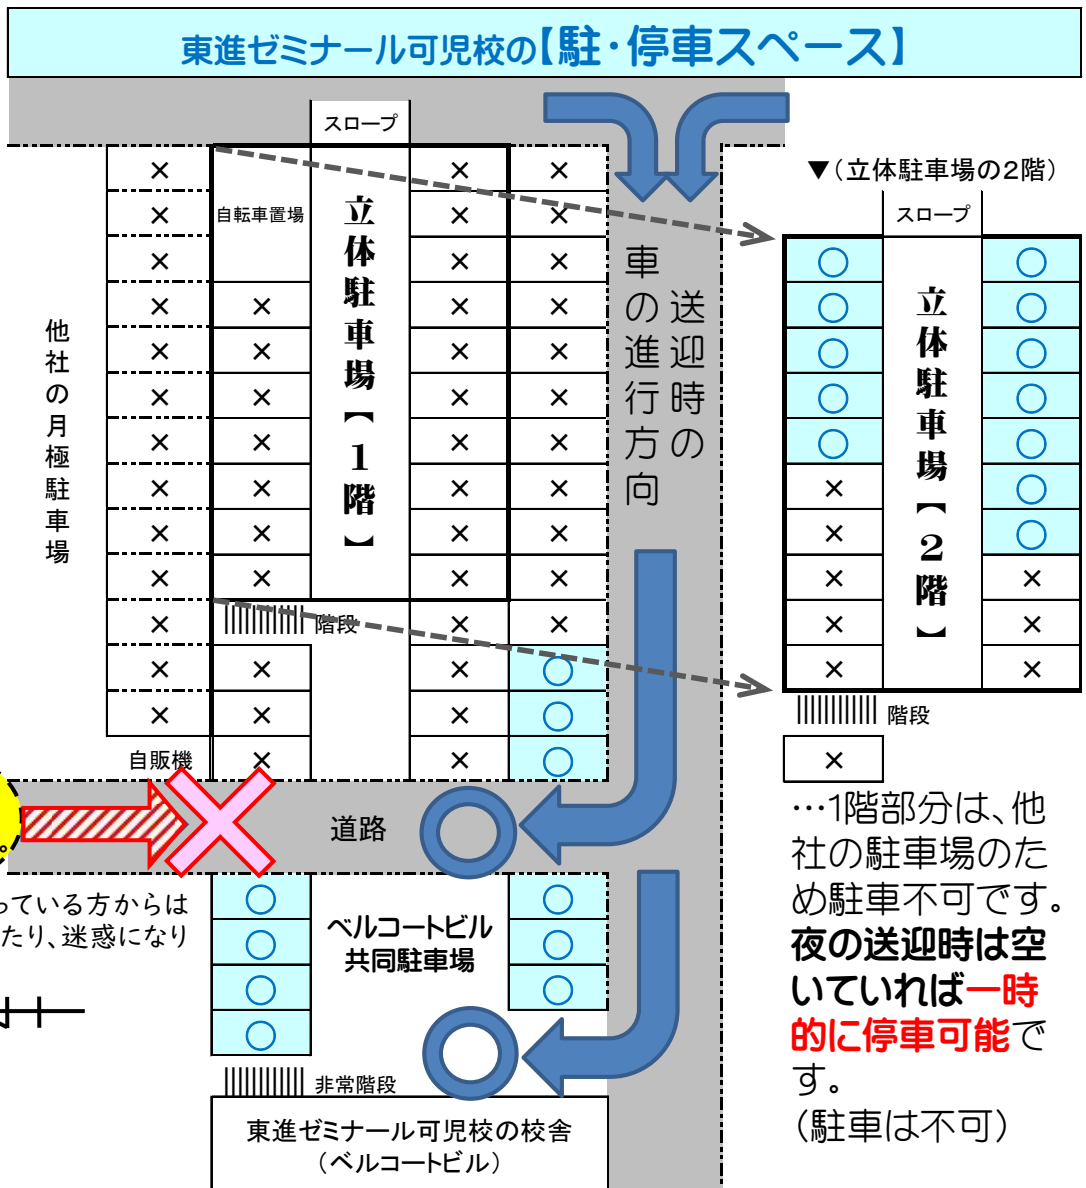 東進ゼミナール可児校の【駐・停車スペース】
スロープ
▼(立体駐車場の2階)
スロープ
自転車置場
立体駐車場【1階】
送迎時の
車の進行方向
立体駐車場【2階】
他社の月極駐車場
× × ×
× × ×
× × ×
× × × ×
× × × ×
× × × ×
× × × ×
× × × ×
× × × ×
× × × ×
× 階段 × ×
× × × ○
× × × ○
自販機 × × ○
○ ○
○ ○
○ ○
○ ○
○ ○
× ○
× ○
× ×
× ×
× ×
階段
×
道路
…1階部分は、他
社の駐車場のた
め駐車不可です。
夜の送迎時は空
いていれば一時
的に停車可能で
す。
(駐車は不可)
。
っている方からは
たり、迷惑になり
○ ○
○ ○
○ ○
○
ベルコートビル
共同駐車場
非常階段
東進ゼミナール可児校の校舎
(ベルコートビル)